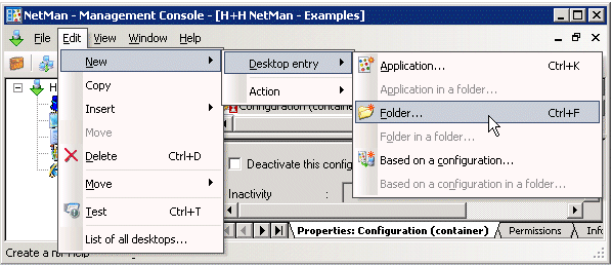 NetMan - Management Console - [H+H NetMan - Examples]
File Edit View Window Help
New
Copy
Insert
Move
Delete Ctrl+D
Move
Test Ctrl+T
List of all desktops...
Desktop entry
Action
Application... Ctrl+K
Application in a folder...
Folder... Ctrl+F
Folder in a folder...
Based on a configuration...
Based on a configuration in a folder...
H
Configuration (containe
Deactivate this config
Inactivity :
Properties: Configuration (container) Permissions Info
Create a